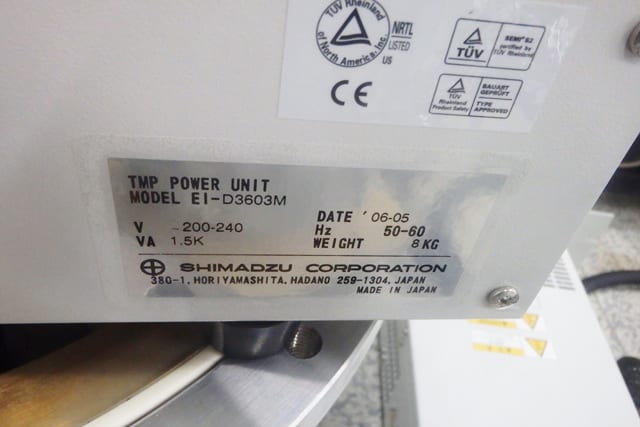 TÜV Rheinland
of North America, Inc.
TÜV
NRTL
LISTED
US
CE
TÜV
SEMI® S2
certified by
TÜV Rheinland
TÜV
Rheinland
Product Safety
BAUART
GEPRÜFT
TYPE
APPROVED
TMP POWER UNIT
MODEL EI-D3603M
V ~200-240
VA 1.5K
DATE '06-05
Hz 50-60
WEIGHT 8KG
SHIMADZU CORPORATION
380-1, HORIYAMASHITA, HADANO 259-1304, JAPAN
MADE IN JAPAN